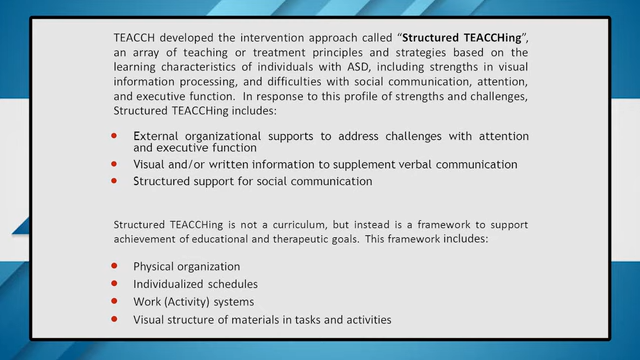 TEACCH developed the intervention approach called “Structured TEACCHing”,
an array of teaching or treatment principles and strategies based on the
learning characteristics of individuals with ASD, including strengths in visual
information processing, and difficulties with social communication, attention,
and executive function. In response to this profile of strengths and challenges,
Structured TEACCHing includes:
• External organizational supports to address challenges with attention
and executive function
• Visual and/or written information to supplement verbal communication
• Structured support for social communication
Structured TEACCHing is not a curriculum, but instead is a framework to support
achievement of educational and therapeutic goals. This framework includes:
• Physical organization
• Individualized schedules
• Work (Activity) systems
• Visual structure of materials in tasks and activities